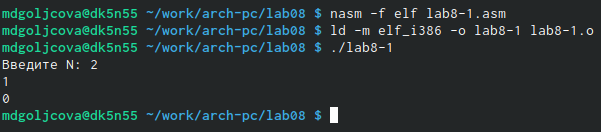 mdgoljcova@dk5n55 ~/work/arch-pc/lab08 $ nasm -f elf lab8-1.asm
mdgoljcova@dk5n55 ~/work/arch-pc/lab08 $ ld -m elf_i386 -o lab8-1 lab8-1.o
mdgoljcova@dk5n55 ~/work/arch-pc/lab08 $ ./lab8-1
Введите N: 2
1
0
mdgoljcova@dk5n55 ~/work/arch-pc/lab08 $